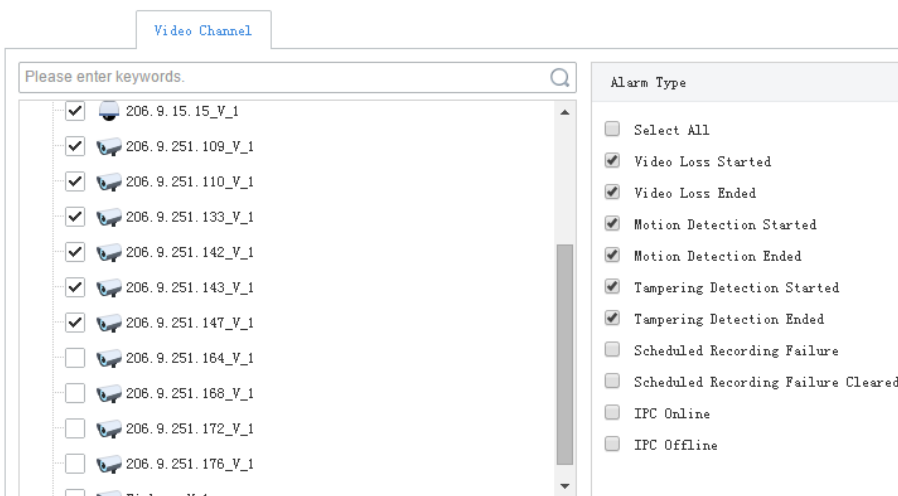 Video Channel
Please enter keywords.
206.9.15.15_V_1
206.9.251.109_V_1
206.9.251.110_V_1
206.9.251.133_V_1
206.9.251.142_V_1
206.9.251.143_V_1
206.9.251.147_V_1
206.9.251.164_V_1
206.9.251.168_V_1
206.9.251.172_V_1
206.9.251.176_V_1
Alarm Type
Select All
Video Loss Started
Video Loss Ended
Motion Detection Started
Motion Detection Ended
Tampering Detection Started
Tampering Detection Ended
Scheduled Recording Failure
Scheduled Recording Failure Cleared
IPC Online
IPC Offline